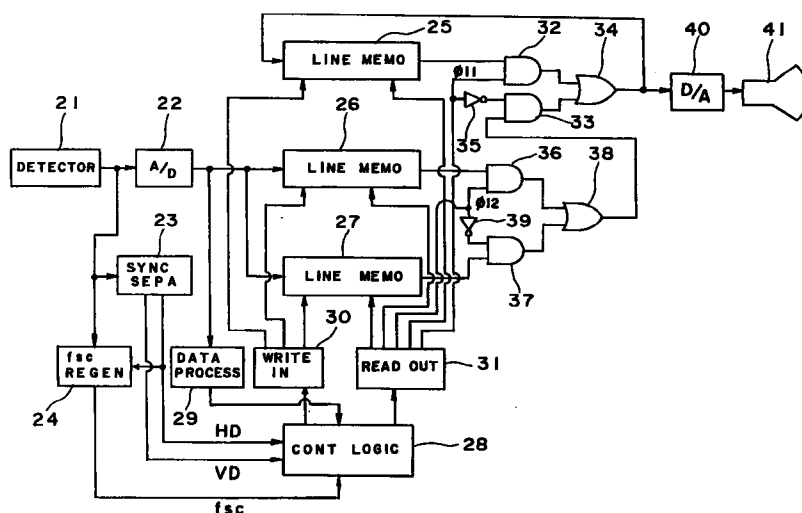 25
LINE MEMO
32
34
40
41
ø11
D/A
21
22
26
35
33
DETECTOR
A/D
LINE MEMO
36
38
ø12
39
23
27
SYNC
SEPA
LINE MEMO
37
30
fsc
REGEN
DATA
PROCESS
WRITE
IN
READ OUT
31
24
29
HD
CONT LOGIC
28
VD
fsc